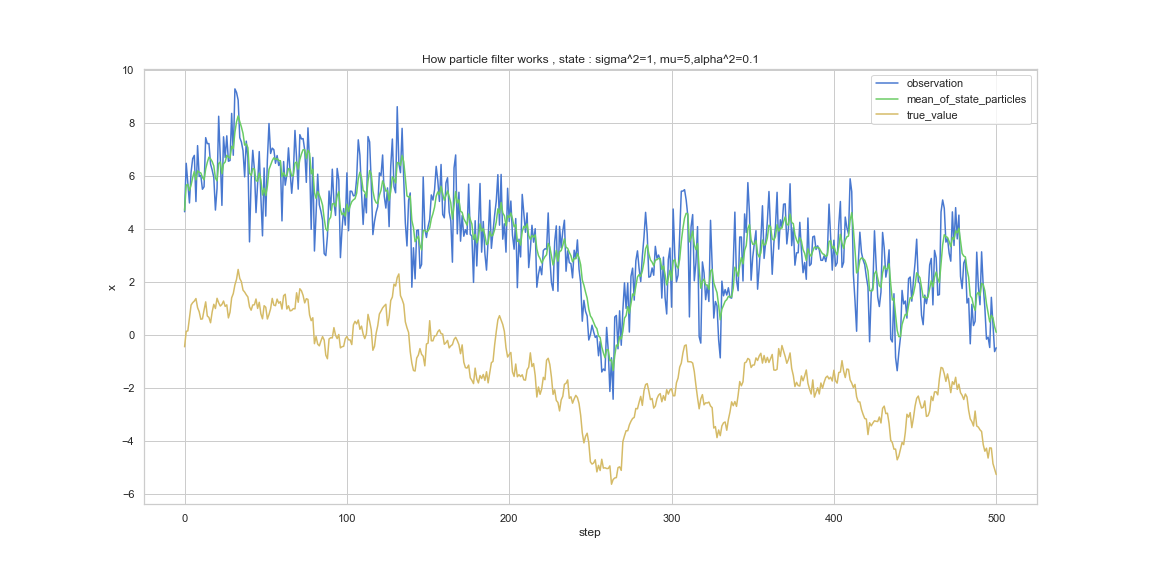 How particle filter works , state : sigma^2=1, mu=5,alpha^2=0.1
observation
mean_of_state_particles
true_value
x
10
8
6
4
2
0
−2
−4
−6
0 100 200 300 400 500
step